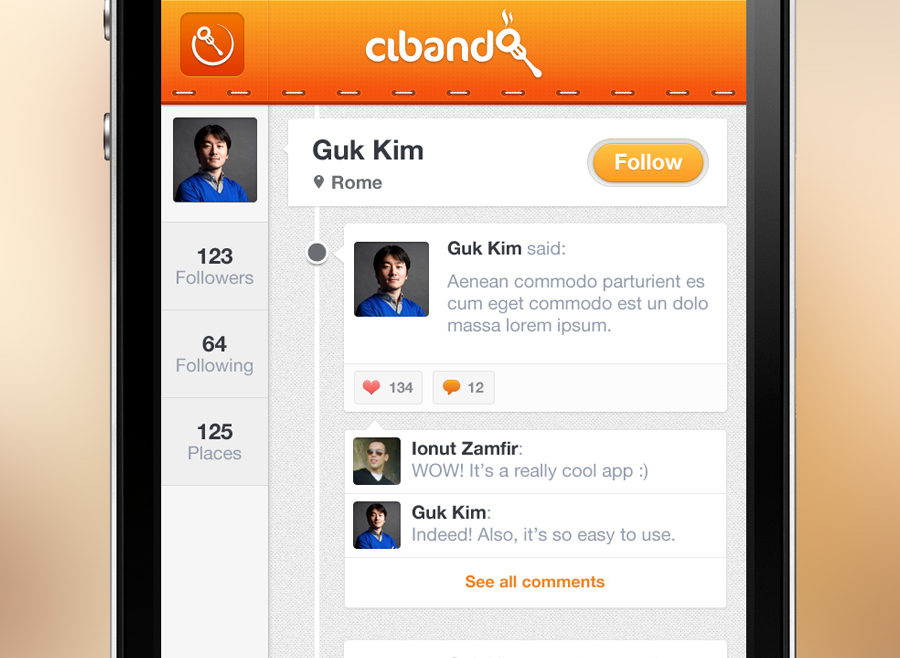 cibando
Guk Kim
Rome
Follow
123
Followers
64
Following
125
Places
Guk Kim said:
Aenean commodo parturient es
cum eget commodo est un dolo
massa lorem ipsum.
134
12
Ionut Zamfir:
WOW! It's a really cool app :)
Guk Kim:
Indeed! Also, it's so easy to use.
See all comments